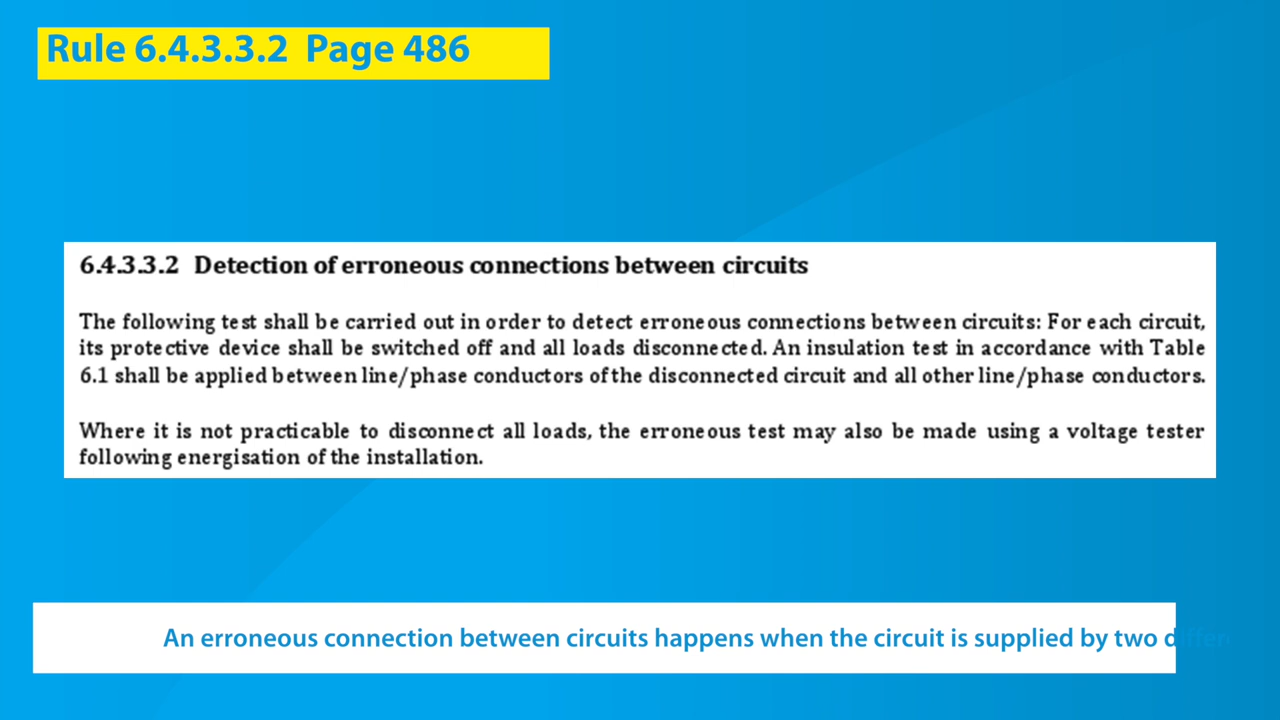 Rule 6.4.3.3.2 Page 486
6.4.3.3.2 Detection of erroneous connections between circuits
The following test shall be carried out in order to detect erroneous connections between circuits: For each circuit,
its protective device shall be switched off and all loads disconnected. An insulation test in accordance with Table
6.1 shall be applied between line/phase conductors of the disconnected circuit and all other line/phase conductors.
Where it is not practicable to disconnect all loads, the erroneous test may also be made using a voltage tester
following energisation of the installation.
An erroneous connection between circuits happens when the circuit is supplied by two differen